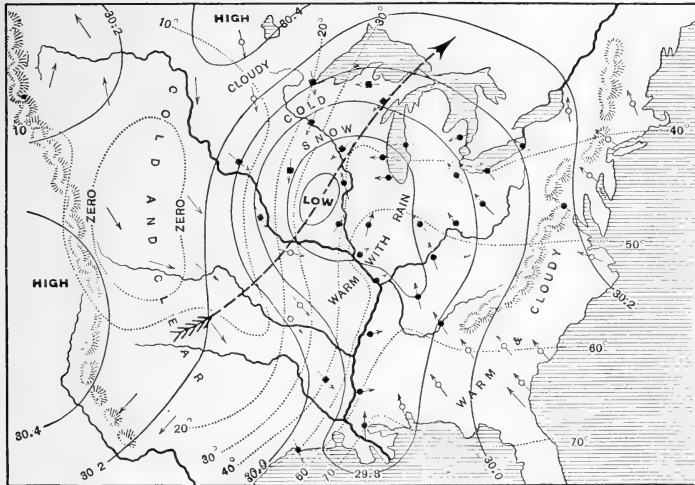 30.2
HIGH
30.4
10°
20°
30°
CLOUDY
COLD
SNOW
10
40
COLD AND CLEAR
ZERO
ZERO
LOW
WARM WITH RAIN
HIGH
50°
CLOUDY
&
WARM
30.2
60°
30.4
20°
30.2
30°
40°
30.0
60
70
29.8
30.0
70°